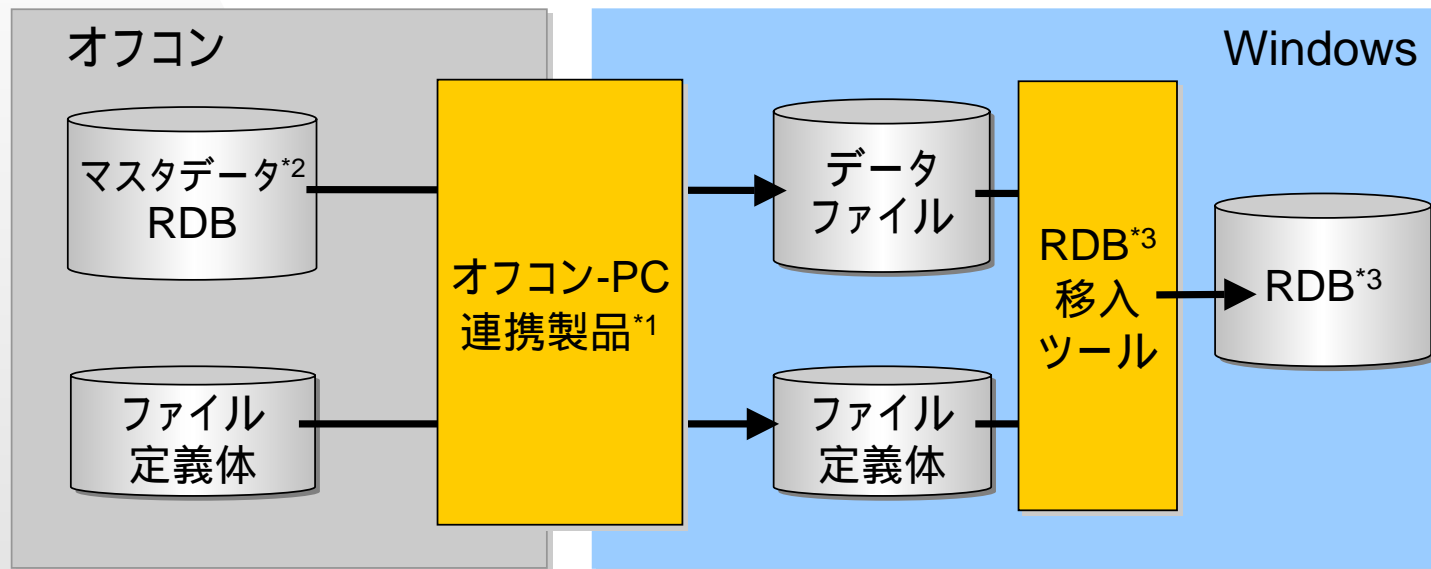 オフコン
Windows
マスタデータ*2
RDB
オフコン-PC
連携製品*1
データ
ファイル
RDB*3
移入
ツール
RDB*3
ファイル
定義体
ファイル
定義体